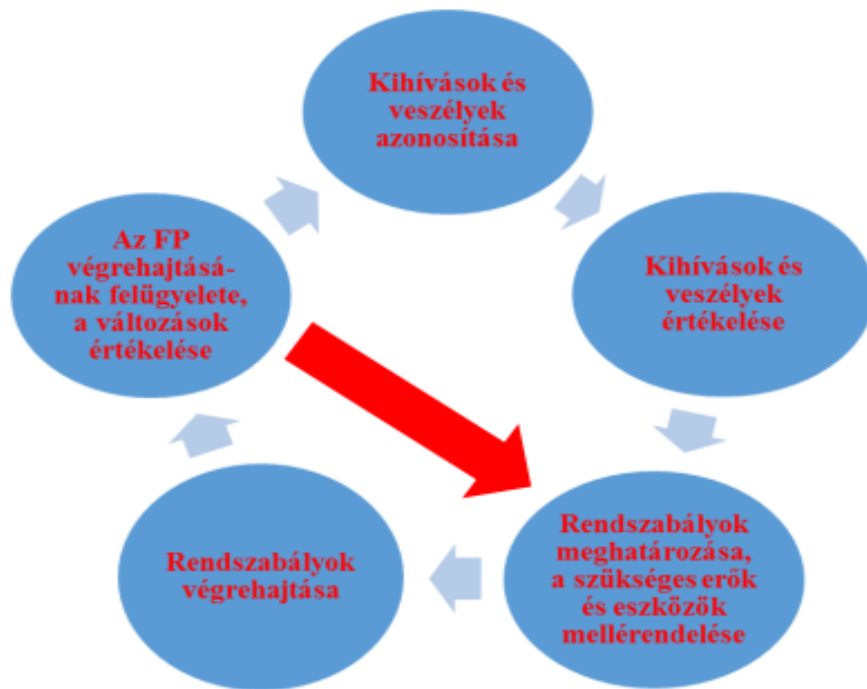 Kihívások és
veszélyek
azonosítása
Kihívások és
veszélyek
értékelése
Rendszabályok
meghatározása,
a szükséges erők
és eszközök
mellérendelése
Rendszabályok
végrehajtása
Az FP
végrehajtásá-
nak felügyelete,
a változások
értékelése